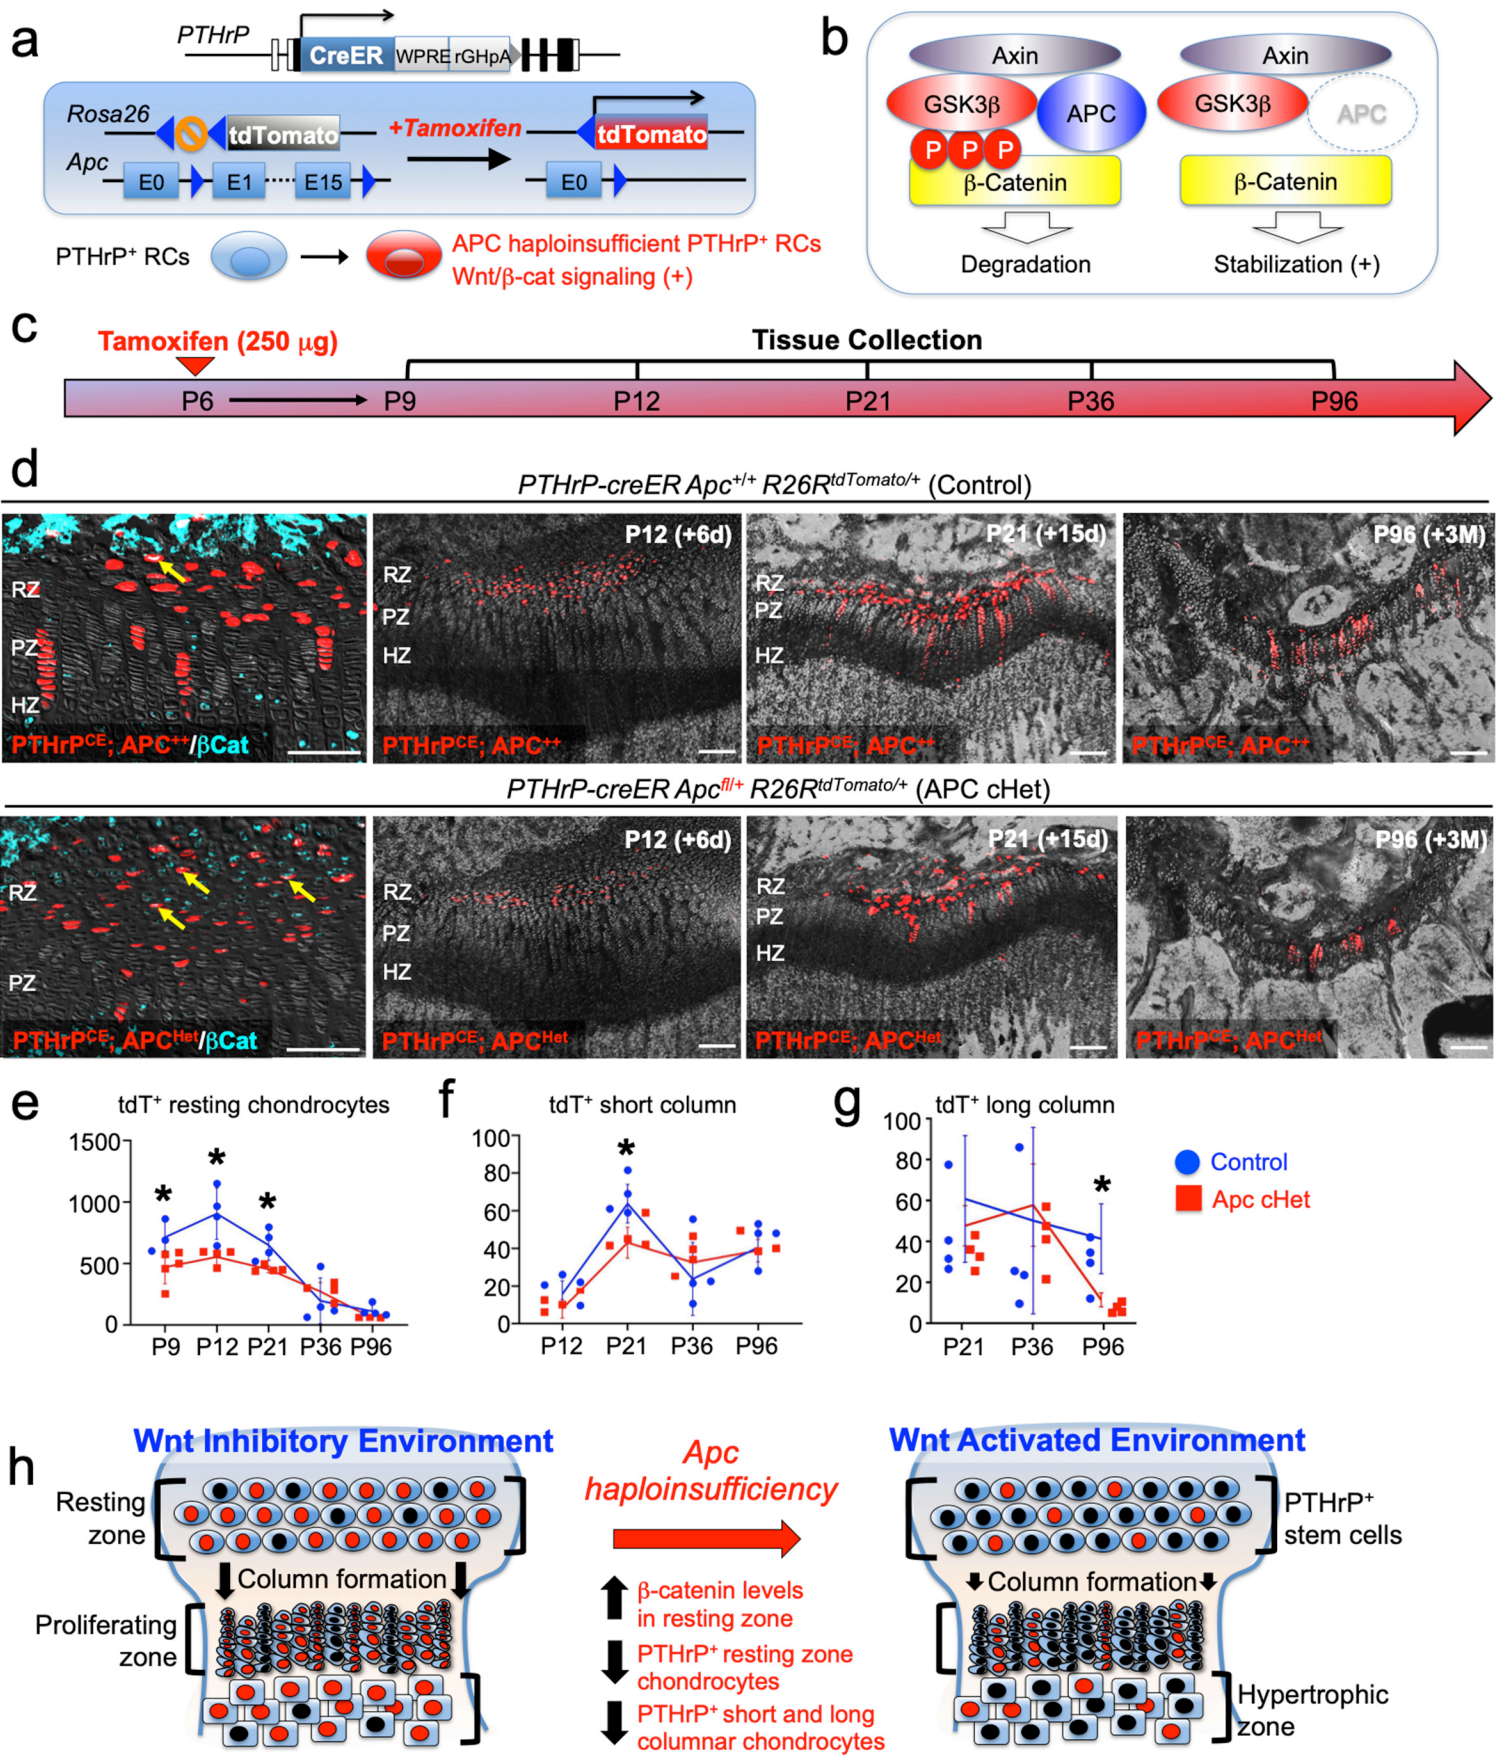 a
PTHrP
CreER WPRE rGHpA
Rosa26
tdTomato
+Tamoxifen
tdTomato
Apc
E0 E1 E15
E0
PTHrP⁺ RCs
APC haploinsufficient PTHrP⁺ RCs
Wnt/β-cat signaling (+)
b
Axin
GSK3β
APC
P P P
β-Catenin
Degradation
Axin
GSK3β
APC
β-Catenin
Stabilization (+)
c
Tamoxifen (250 μg)
Tissue Collection
P6 P9 P12 P21 P36 P96
d
PTHrP-creER Apc⁺/⁺ R26RtdTomato/+ (Control)
RZ
PZ
HZ
PTHrPCE; APC++/βCat
P12 (+6d)
RZ
PZ
HZ
PTHrPCE; APC++
P21 (+15d)
RZ
PZ
HZ
PTHrPCE; APC++
P96 (+3M)
PTHrPCE; APC++
PTHrP-creER Apcfl/+ R26RtdTomato/+ (APC cHet)
RZ
PZ
PTHrPCE; APCHet/βCat
P12 (+6d)
RZ
PZ
HZ
PTHrPCE; APCHet
P21 (+15d)
RZ
PZ
HZ
PTHrPCE; APCHet
P96 (+3M)
PTHrPCE; APCHet
e
tdT⁺ resting chondrocytes
1500
1000
500
0
* * *
P9 P12 P21 P36 P96
f
tdT⁺ short column
100
80
60
40
20
0
*
P12 P21 P36 P96
g
tdT⁺ long column
100
80
60
40
20
0
*
P21 P36 P96
Control
Apc cHet
h
Wnt Inhibitory Environment
Resting
zone
Column formation
Proliferating
zone
Apc
haploinsufficiency
β-catenin levels
in resting zone
PTHrP⁺ resting zone
chondrocytes
PTHrP⁺ short and long
columnar chondrocytes
Wnt Activated Environment
PTHrP⁺
stem cells
Column formation
Hypertrophic
zone